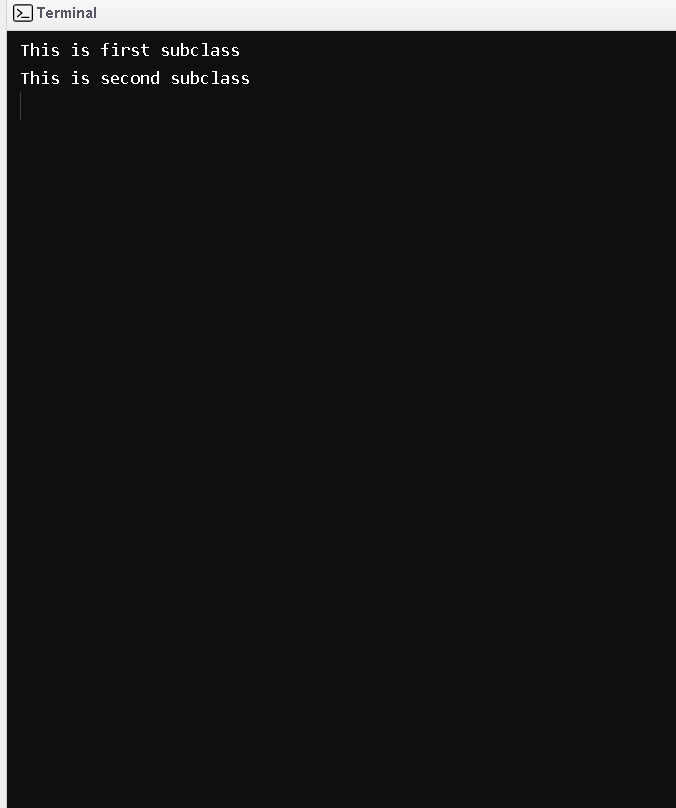 Terminal
This is first subclass
This is second subclass